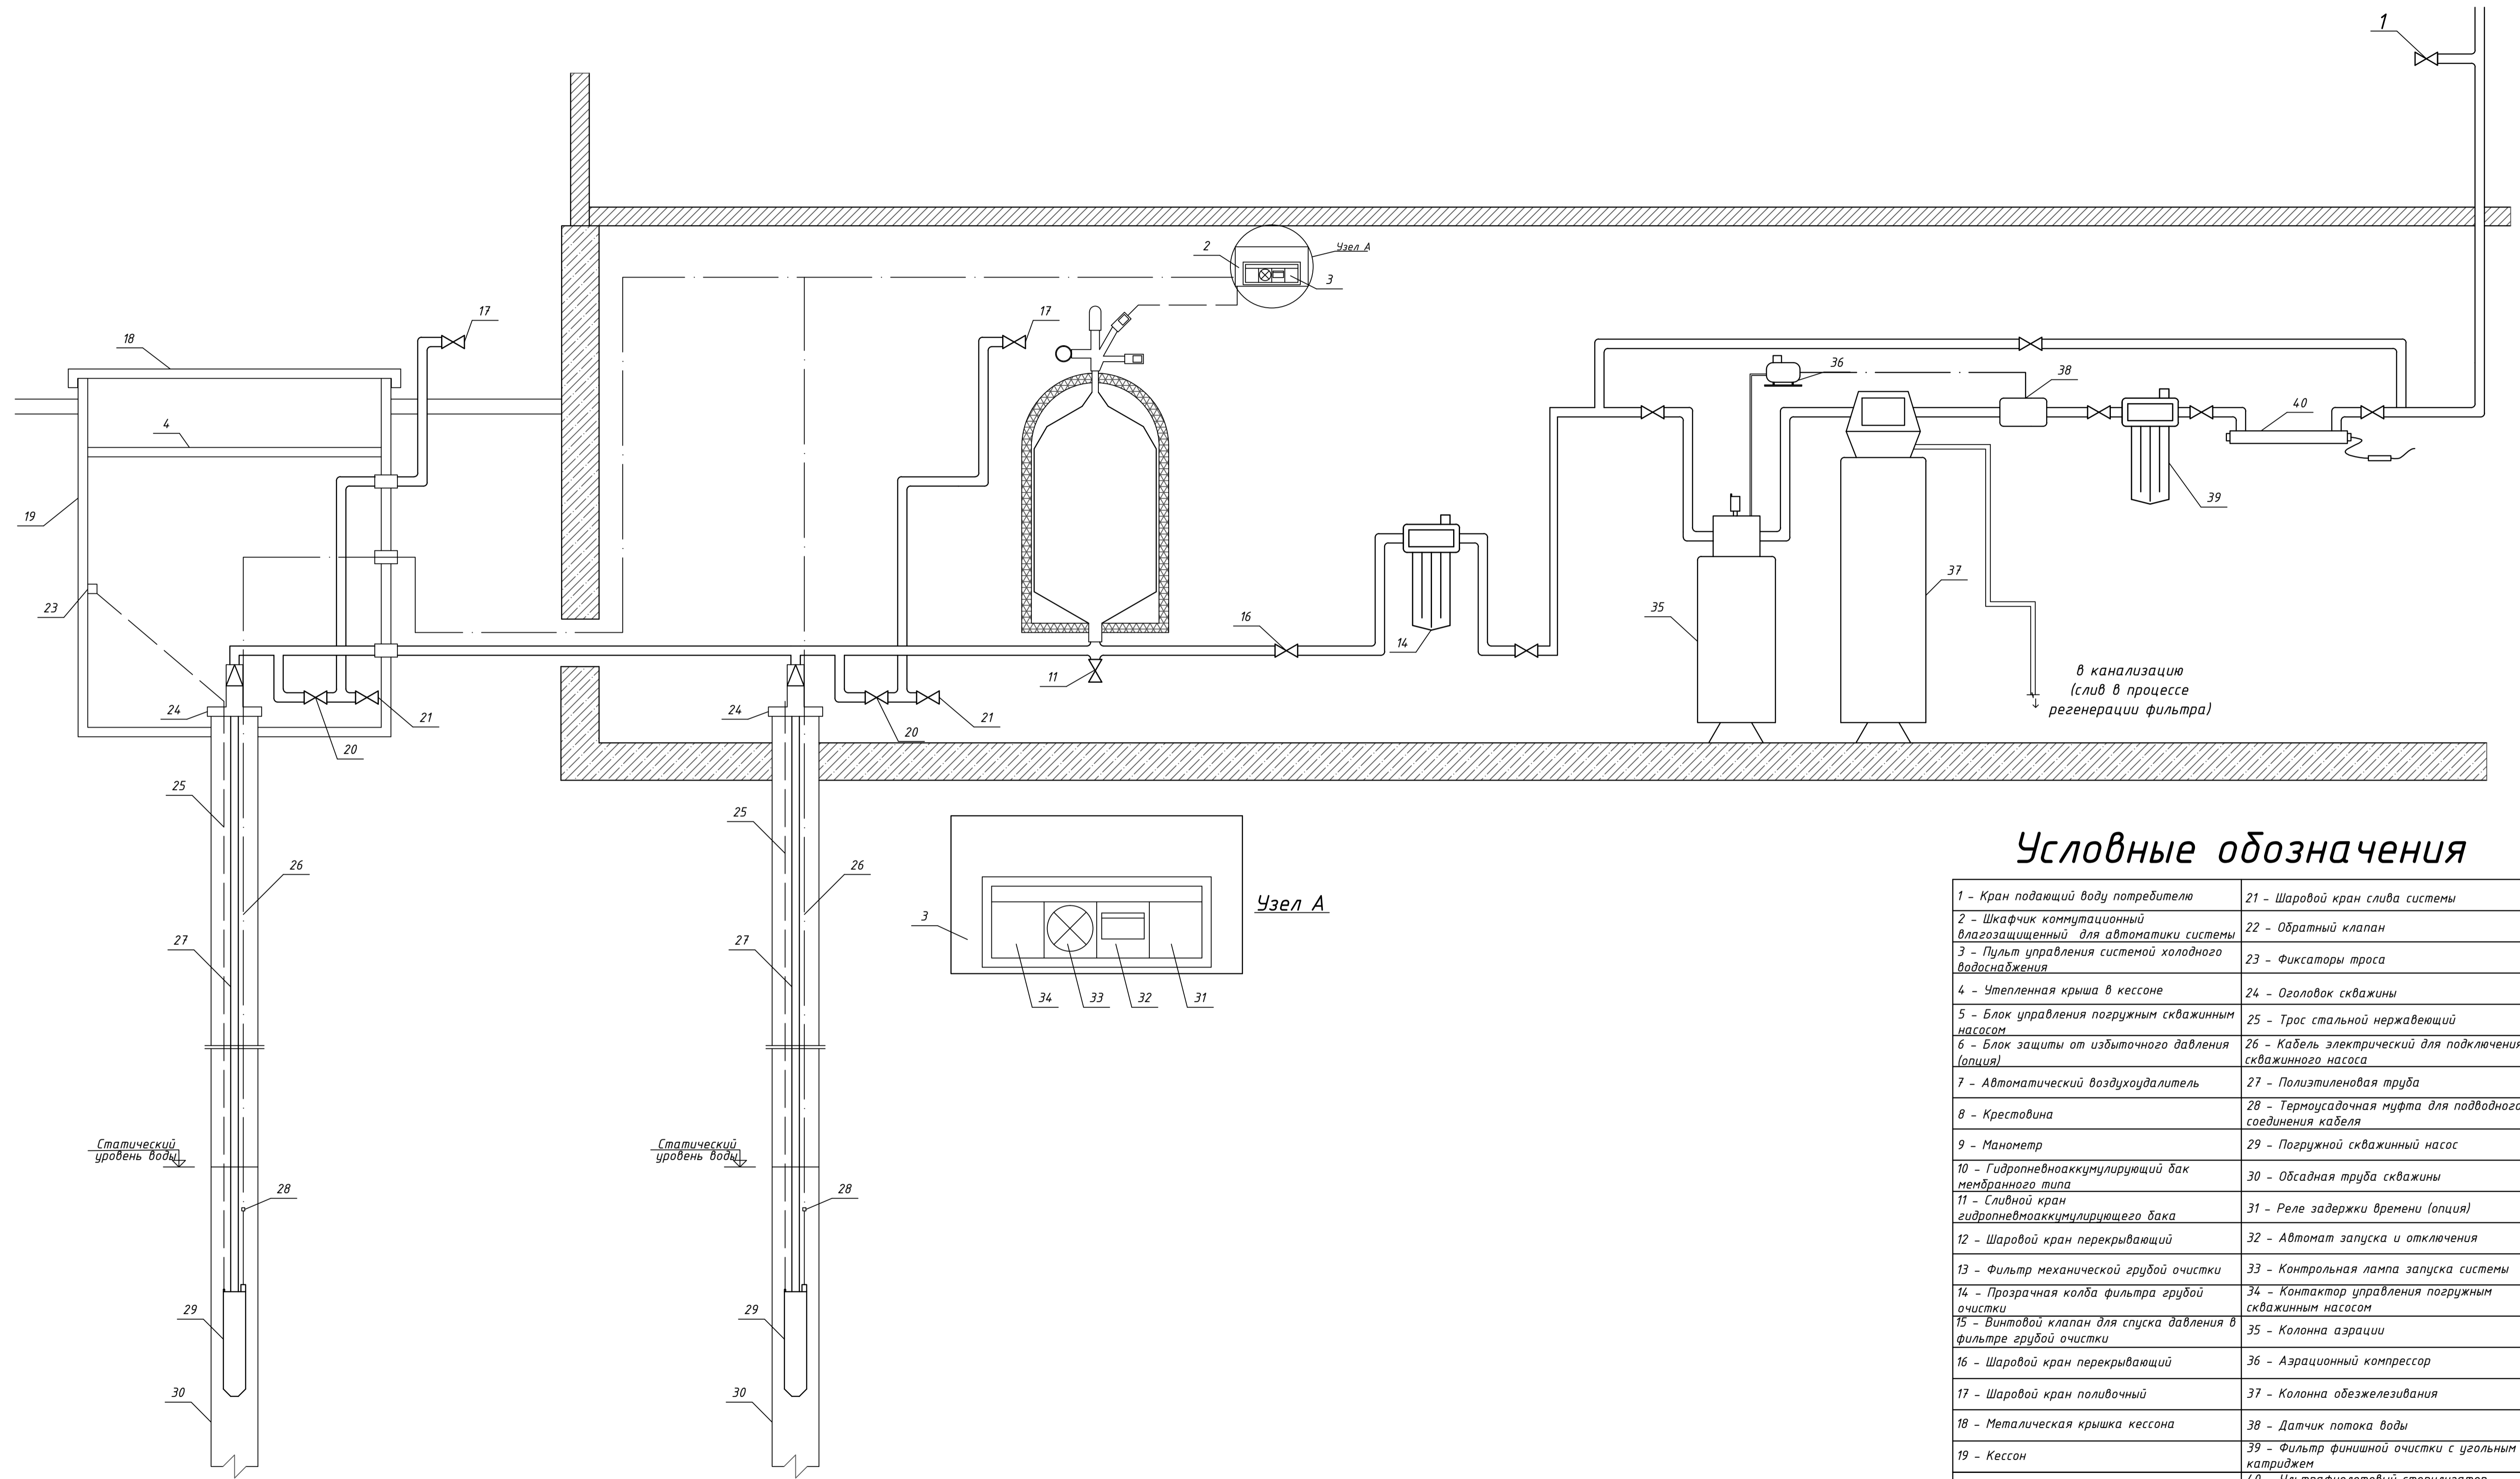 1
2
Узел А
3
17
17
18
4
36
38
40
19
39
23
37
35
16
14
11
в канализацию
(слив в процессе
регенерации фильтра)
24
21
24
21
20
20
25
25
26
26
27
27
3
Узел А
34
33
32
31
Статический
уровень воды
Статический
уровень воды
28
28
29
29
30
30
Условные обозначения
1 - Кран подающий воду потребителю
2 - Шкафчик коммутационный
влагозащищенный для автоматики системы
3 - Пульт управления системой холодного
водоснабжения
4 - Утепленная крыша в кессоне
5 - Блок управления погружным скважинным
насосом
6 - Блок защиты от избыточного давления
(опция)
7 - Автоматический воздухоудалитель
8 - Крестовина
9 - Манометр
10 - Гидропневноаккумулирующий бак
мембранного типа
11 - Сливной кран
гидропневмоаккумулирующего бака
12 - Шаровой кран перекрывающий
13 - Фильтр механической грубой очистки
14 - Прозрачная колба фильтра грубой
очистки
15 - Винтовой клапан для спуска давления в
фильтре грубой очистки
16 - Шаровой кран перекрывающий
17 - Шаровой кран поливочный
18 - Металическая крышка кессона
19 - Кессон
21 - Шаровой кран слива системы
22 - Обратный клапан
23 - Фиксаторы троса
24 - Оголовок скважины
25 - Трос стальной нержавеющий
26 - Кабель электрический для подключения
скважинного насоса
27 - Полиэтиленовая труба
28 - Термоусадочная муфта для подводного
соединения кабеля
29 - Погружной скважинный насос
30 - Обсадная труба скважины
31 - Реле задержки времени (опция)
32 - Автомат запуска и отключения
33 - Контрольная лампа запуска системы
34 - Контактор управления погружным
скважинным насосом
35 - Колонна аэрации
36 - Аэрационный компрессор
37 - Колонна обезжелезивания
38 - Датчик потока воды
39 - Фильтр финишной очистки с угольным
катриджем
40 - Ультрафиолетовый стерилизатор